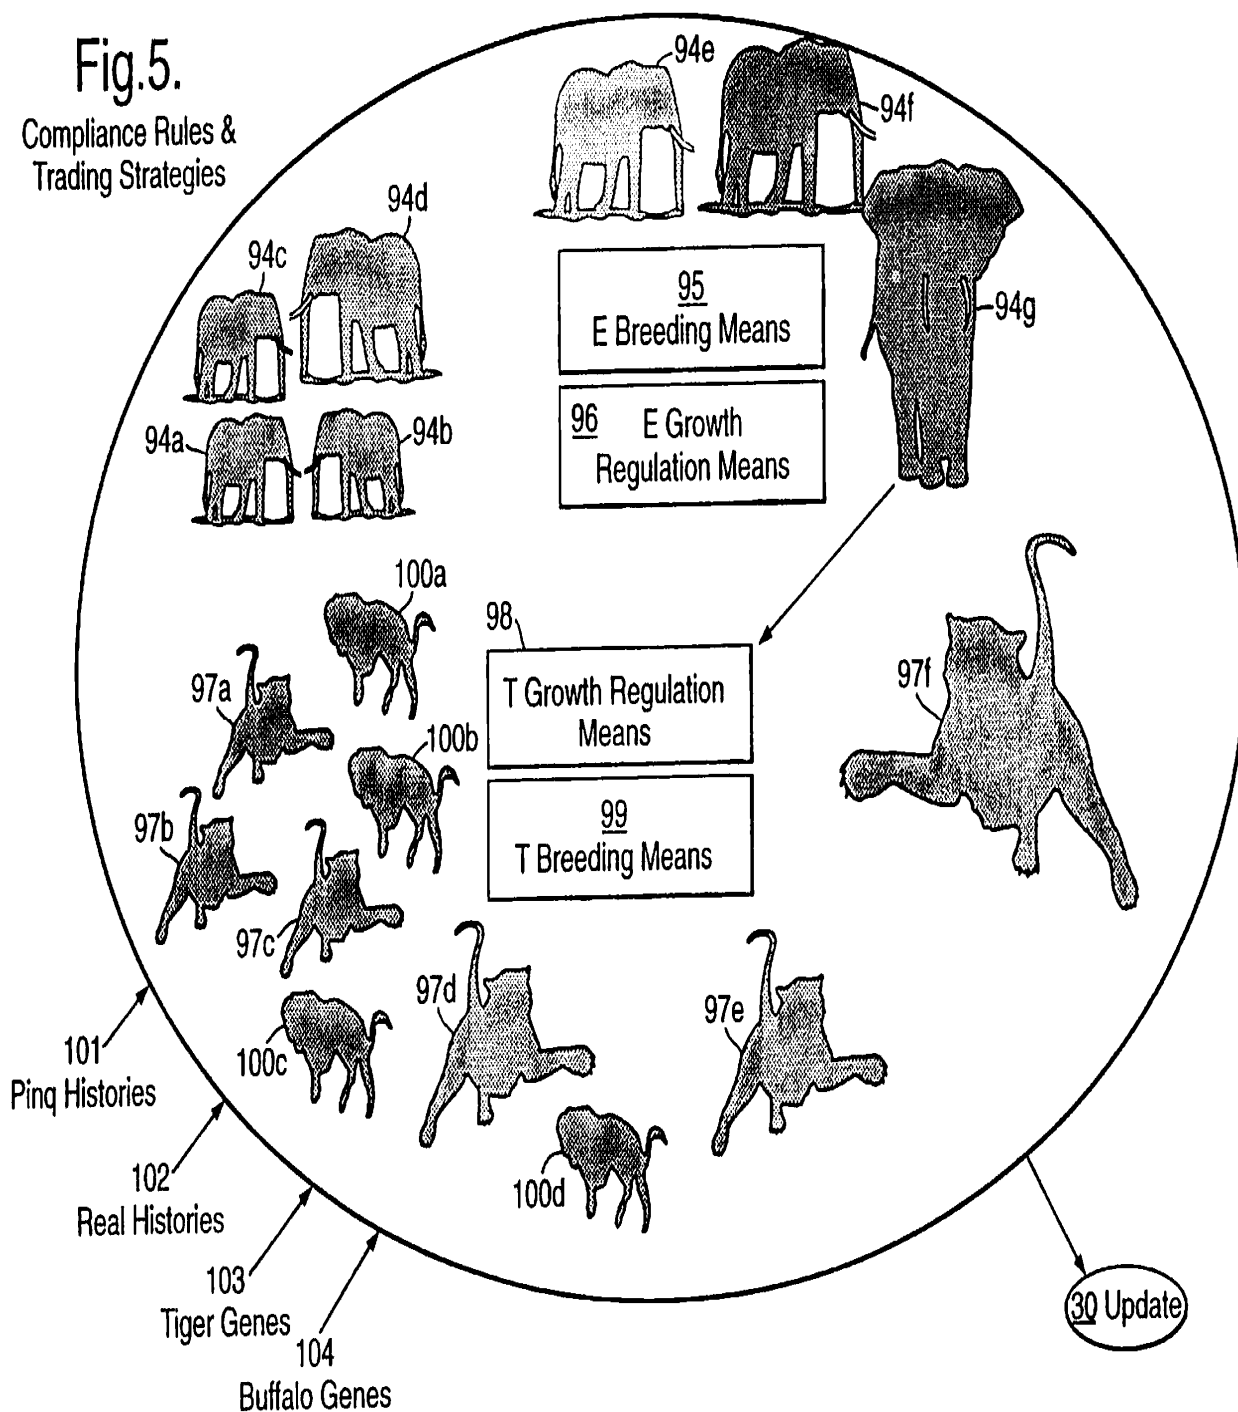 Fig.5.
Compliance Rules &
Trading Strategies
94e
94f
94d
94c
94g
95
E Breeding Means
96 E Growth
Regulation Means
94a
94b
100a
98
97a
T Growth Regulation
Means
97f
100b
97b
99
T Breeding Means
97c
97d
97e
100c
101
Pinq Histories
100d
102
Real Histories
103
Tiger Genes
104
Buffalo Genes
30 Update